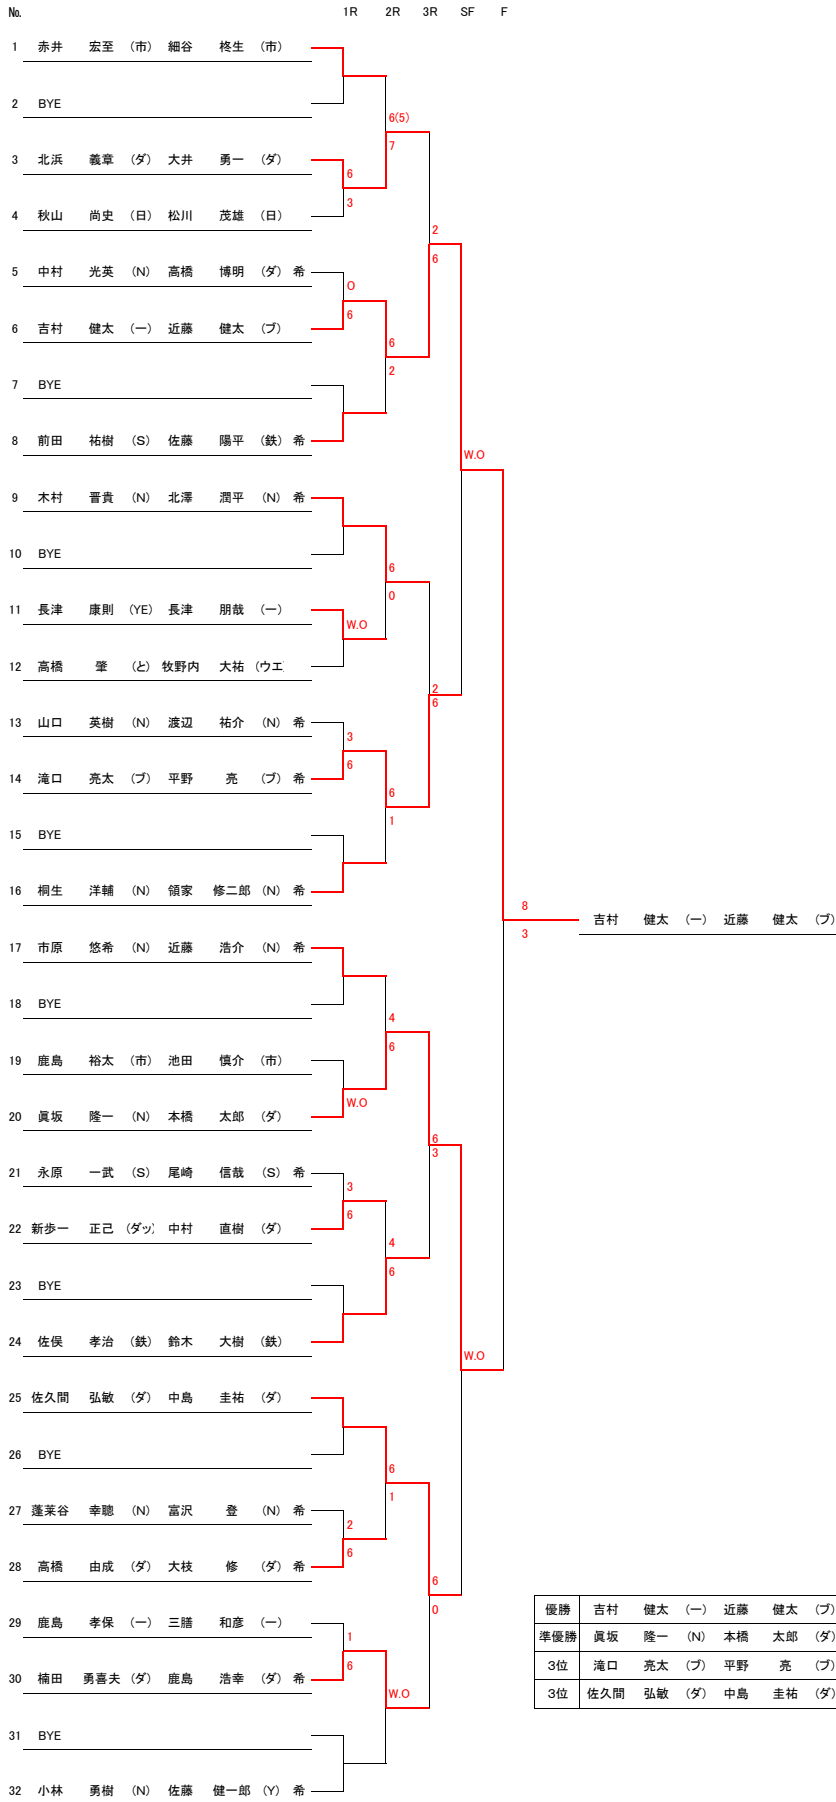 No. 1R 2R 3R SF F
1 赤井 宏至 (市) 細谷 柊生 (市)
2 BYE
6(5)
7
3 北浜 義章 (ダ) 大井 勇一 (ダ)
6
3
4 秋山 尚史 (日) 松川 茂雄 (日)
2
6
5 中村 光英 (N) 高橋 博明 (ダ) 希
0
6
6 吉村 健太 (一) 近藤 健太 (ブ)
6
2
7 BYE
8 前田 祐樹 (S) 佐藤 陽平 (鉄) 希
W.O
9 木村 晋貴 (N) 北澤 潤平 (N) 希
10 BYE
6
0
11 長津 康則 (YE) 長津 朋哉 (一)
W.O
12 高橋 肇 (と) 牧野内 大祐 (ウエ
2
6
13 山口 英樹 (N) 渡辺 祐介 (N) 希
3
6
14 滝口 亮太 (ブ) 平野 亮 (ブ) 希
6
1
15 BYE
16 桐生 洋輔 (N) 領家 修二郎 (N) 希
8
3
吉村 健太 (一) 近藤 健太 (ブ)
17 市原 悠希 (N) 近藤 浩介 (N) 希
18 BYE
4
6
19 鹿島 裕太 (市) 池田 慎介 (市)
W.O
20 眞坂 隆一 (N) 本橋 太郎 (ダ)
6
3
21 永原 一武 (S) 尾崎 信哉 (S) 希
3
6
22 新歩一 正己 (ダッ) 中村 直樹 (ダ)
4
6
23 BYE
24 佐俣 孝治 (鉄) 鈴木 大樹 (鉄)
W.O
25 佐久間 弘敏 (ダ) 中島 圭祐 (ダ)
26 BYE
6
1
27 蓬莱谷 幸聰 (N) 富沢 登 (N) 希
2
6
28 高橋 由成 (ダ) 大枝 修 (ダ) 希
6
0
29 鹿島 孝保 (一) 三膳 和彦 (一)
1
6
30 楠田 勇喜夫 (ダ) 鹿島 浩幸 (ダ) 希
W.O
31 BYE
32 小林 勇樹 (N) 佐藤 健一郎 (Y) 希
優勝 吉村 健太 (一) 近藤 健太 (ブ)
準優勝 眞坂 隆一 (N) 本橋 太郎 (ダ)
3位 滝口 亮太 (ブ) 平野 亮 (ブ)
3位 佐久間 弘敏 (ダ) 中島 圭祐 (ダ)